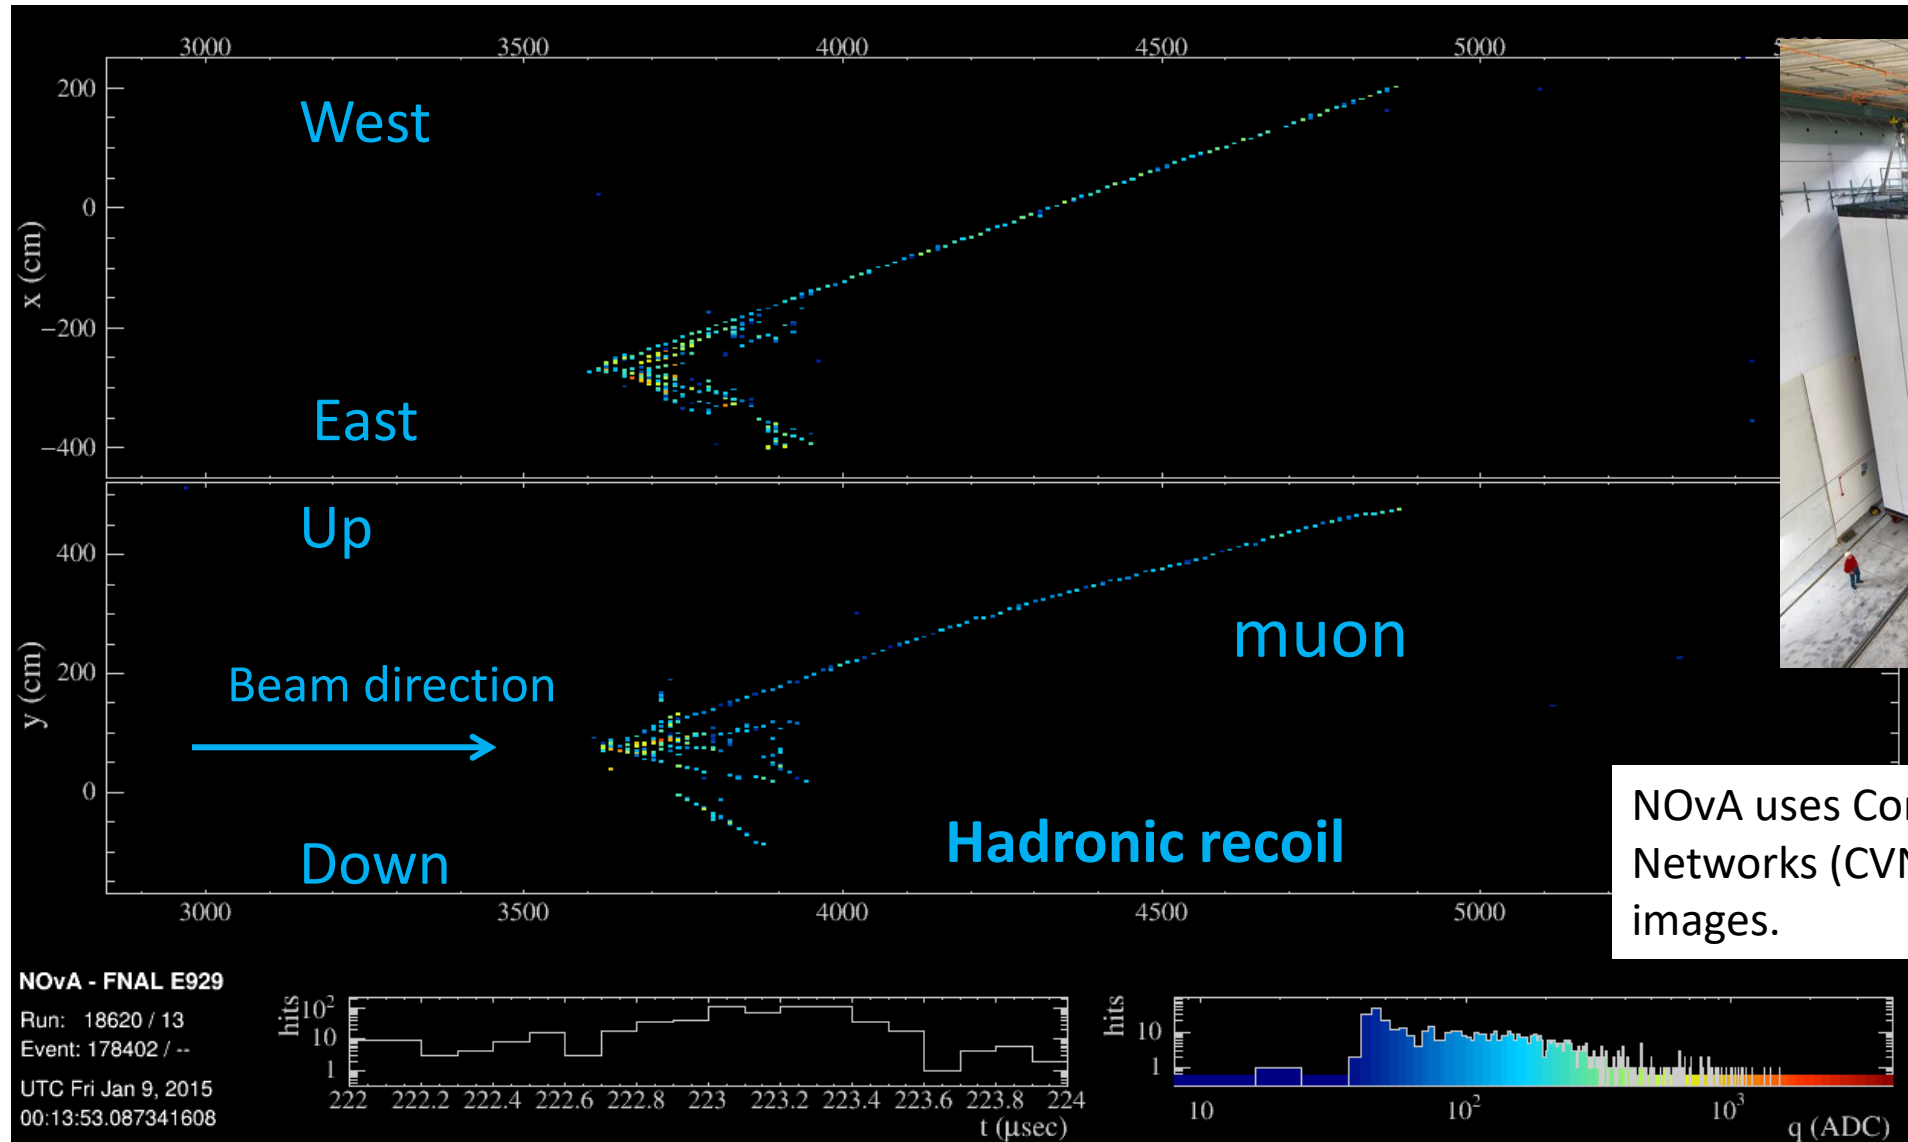 3000 3500 4000 4500 5000
200
West
0
x (cm)
−200
East
−400
Up
400
muon
200
Beam direction
y (cm)
0
Hadronic recoil
Down
3000 3500 4000 4500 5000
NOvA uses
Networks
images.
NOvA - FNAL E929
Run: 18620 / 13
Event: 178402 / --
UTC Fri Jan 9, 2015
00:13:53.087341608
hits
10²
10
1
222 222.2 222.4 222.6 222.8 223 223.2 223.4 223.6 223.8 224
t (μsec)
hits
10
1
10 10² 10³
q (ADC)